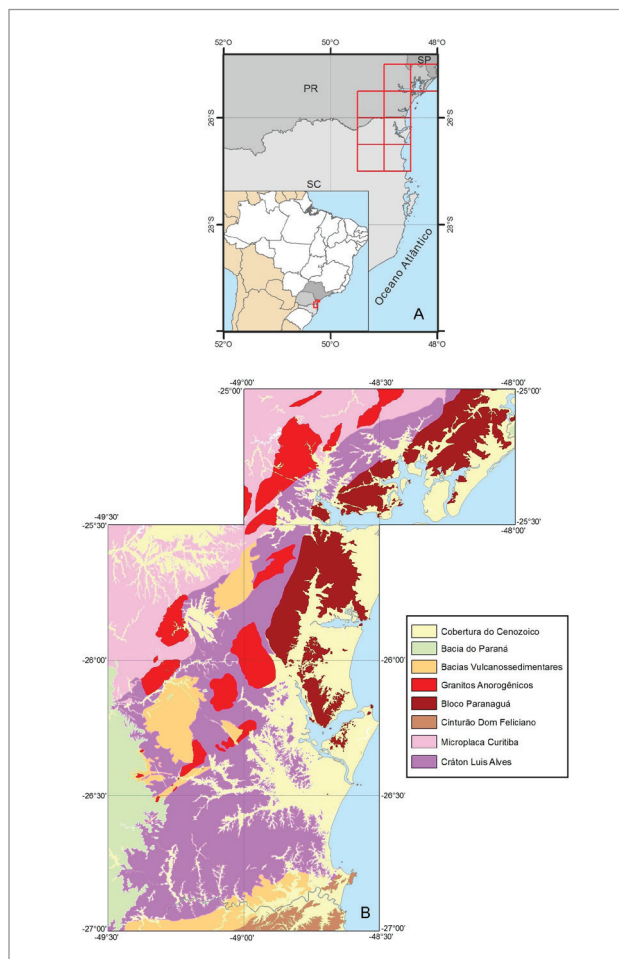 52°O
50°O
48°O
SP
PR
26°S
26°S
SC
28°S
28°S
Oceano Atlântico
A
52°O
50°O
48°O
-49°00'
-48°30'
-48°00'
-25°00'
-25°00'
-49°30'
-25°30'
-25°30'
-26°00'
-26°00'
Cobertura do Cenozoico
Bacia do Paraná
Bacias Vulcanossedimentares
Granitos Anorogênicos
Bloco Paranaguá
Cinturão Dom Feliciano
Microplaca Curitiba
Cráton Luis Alves
-26°30'
-26°30'
B
-27°00'
-27°00'
-49°30'
-49°00'
-48°30'